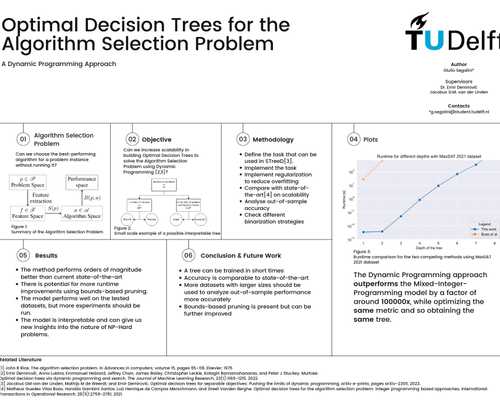 Optimal Decision Trees for the
Algorithm Selection Problem
A Dynamic Programming Approach
TU Delft
Author
Giulio Segalini*
Supervisors
Dr. Emir Demirović
Jacobus G.M. van der Linden
Contacts
*g.segalini@student.tudelft.nl
01 Algorithm Selection
Problem
Can we choose the best-performing
algorithm for a problem instance
without running it?
Problem Space
Performance
space
Feature
extraction
Feature Space
Algorithm Space
Figure 1:
Summary of the Algorithm Selection Problem
02 Objective
Can we increase scalability in
building Optimal Decision Trees to
solve the Algorithm Selection
Problem using Dynamic
Programming [2][3]?
Figure 2:
Small scale example of a possible interpretable tree
03 Methodology
Define the task that can be
used in STreeD[3].
Implement the task
Implement regularization
to reduce overfitting
Compare with state-of-
the-art[4] on scalability
Analyse out-of-sample
accuracy
Check different
binarization strategies
04 Plots
Runtime for different depths with MaxSAT 2021 dataset
Runtime (s)
Legend
This work
1 2 3 4 5 6 7 8 9
Depth of the tree
Figure 3:
Runtime comparison for the two competing methods using MaxSAT
2021 dataset
The Dynamic Programming approach
outperforms the Mixed-Integer-
Programming model by a factor of
around 100000x, while optimizing the
same metric and so obtaining the
same tree.
05 Results
The method performs orders of magnitude
better than current state-of-the-art
There is potential for more runtime
improvements using bounds-based pruning.
The model performs well on the tested
datasets, but more experiments should be
run.
The model is interpretable and can give us
new insights into the nature of NP-Hard
problems.
06 Conclusion & Future Work
A tree can be trained in short times
Accuracy is comparable to state-of-the-art
More datasets with larger sizes should be
used to analyze out-of-sample performance
more accurately
Bounds-based pruning is present but can be
further improved
Related Literature
[1] John R Rice. The algorithm selection problem. In Advances in computers, volume 15, pages 65–118. Elsevier, 1976.
[2] Emir Demirović, Anna Lukina, Emmanuel Hebrard, Jeffrey Chan, James Bailey, Christopher Leckie, Kotagiri Ramamohanarao, and Peter J Stuckey. Murtree:
Optimal decision trees via dynamic programming and search. The Journal of Machine Learning Research, 23(1):1169–1215, 2022.
[3] Jacobus GM van der Linden, Mathijs M de Weerdt, and Emir Demirović. Optimal decision trees for separable objectives: Pushing the limits of dynamic programming. arXiv e-prints, pages arXiv–2305, 2023.
[4] Matheus Guedes Vilas Boas, Haroldo Gambini Santos, Luiz Henrique de Campos Merschmann, and Greet Vanden Berghe. Optimal decision trees for the algorithm selection problem: integer programming based approaches. International
Transactions in Operational Research, 28(5):2759–2781, 2021